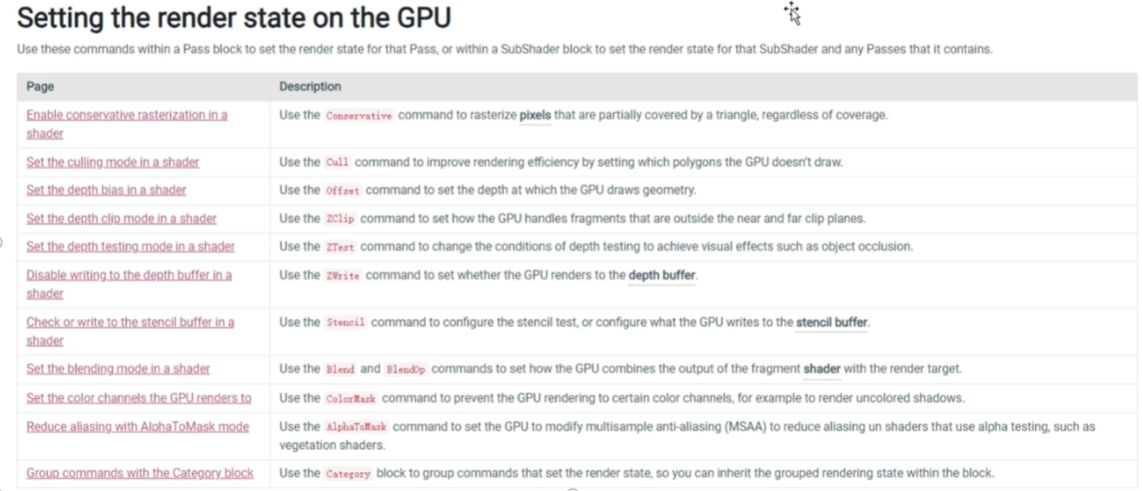 Setting the render state on the GPU
Use these commands within a Pass block to set the render state for that Pass, or within a SubShader block to set the render state for that SubShader and any Passes that it contains.
Page Description
Enable conservative rasterization in a Use the Conservative command to rasterize pixels that are partially covered by a triangle, regardless of coverage.
shader
Set the culling mode in a shader Use the Cull command to improve rendering efficiency by setting which polygons the GPU doesn't draw.
Set the depth bias in a shader Use the Offset command to set the depth at which the GPU draws geometry.
Set the depth clip mode in a shader Use the ZClip command to set how the GPU handles fragments that are outside the near and far clip planes.
Set the depth testing mode in a shader Use the ZTest command to change the conditions of depth testing to achieve visual effects such as object occlusion.
Disable writing to the depth buffer in a Use the ZWrite command to set whether the GPU renders to the depth buffer.
shader
Check or write to the stencil buffer in a Use the Stencil command to configure the stencil test, or configure what the GPU writes to the stencil buffer.
shader
Set the blending mode in a shader Use the Blend and BlendOp commands to set how the GPU combines the output of the fragment shader with the render target.
Set the color channels the GPU renders to Use the ColorMask command to prevent the GPU rendering to certain color channels, for example to render uncolored shadows.
Reduce aliasing with AlphaToMask mode Use the AlphaToMask command to set the GPU to modify multisample anti-aliasing (MSAA) to reduce aliasing un shaders that use alpha testing, such as
vegetation shaders.
Group commands with the Category block Use the Category block to group commands that set the render state, so you can inherit the grouped rendering state within the block.